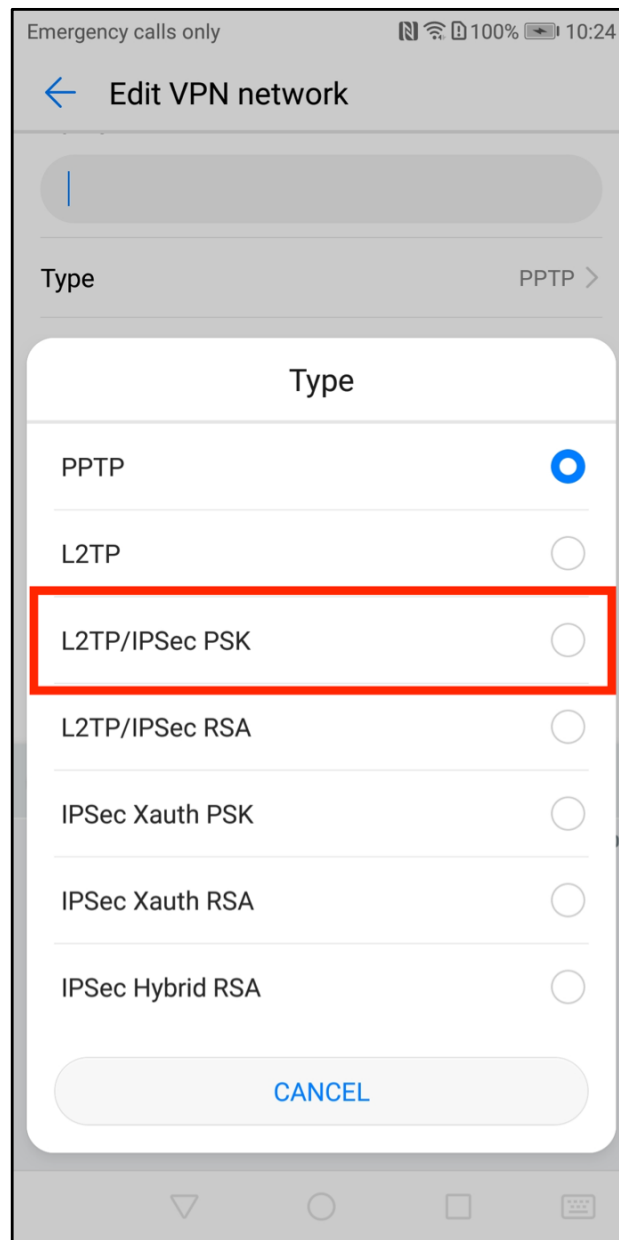 Emergency calls only 100% 10:24
Edit VPN network
Type PPTP
Type
PPTP
L2TP
L2TP/IPSec PSK
L2TP/IPSec RSA
IPSec Xauth PSK
IPSec Xauth RSA
IPSec Hybrid RSA
CANCEL